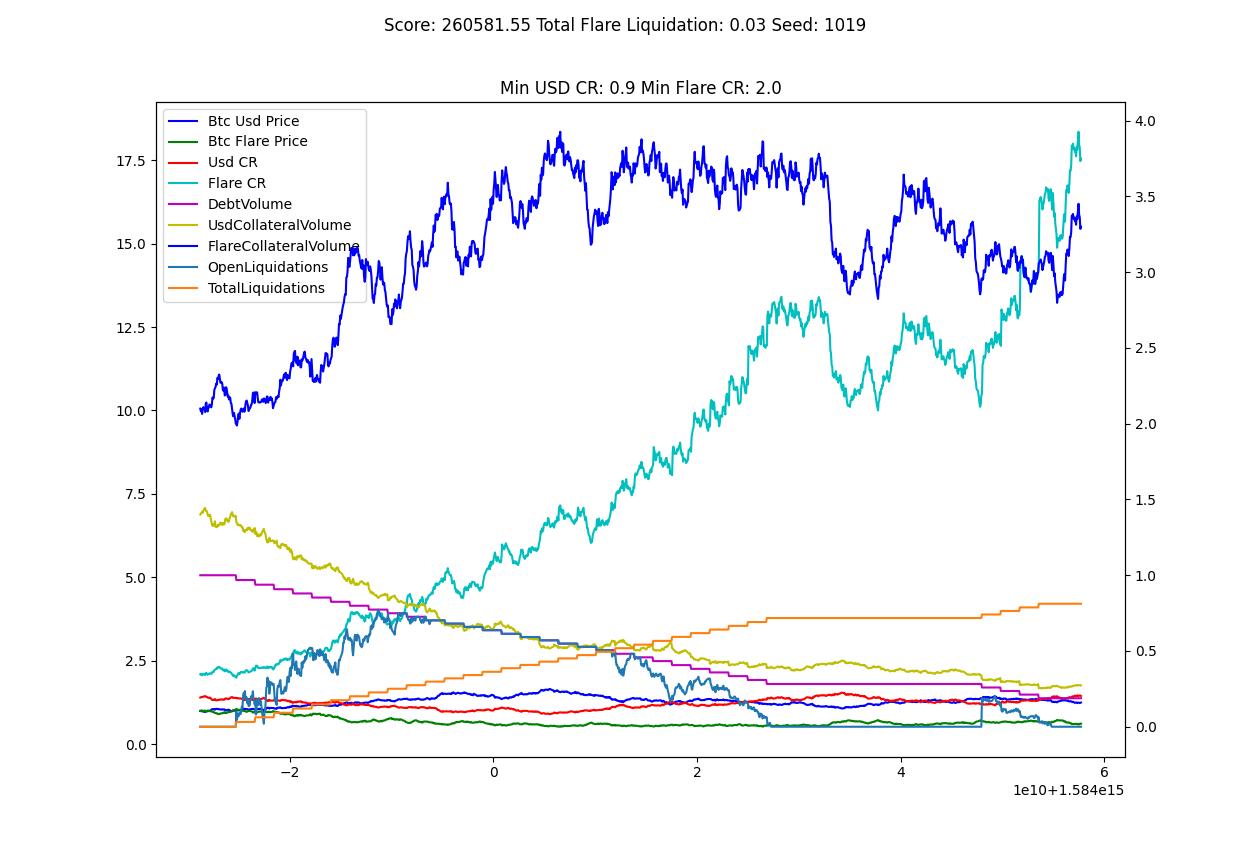 Score: 260581.55 Total Flare Liquidation: 0.03 Seed: 1019
Min USD CR: 0.9 Min Flare CR: 2.0
Btc Usd Price
Btc Flare Price
Usd CR
Flare CR
DebtVolume
UsdCollateralVolume
FlareCollateralVolume
OpenLiquidations
TotalLiquidations
17.5
15.0
12.5
10.0
7.5
5.0
2.5
0.0
4.0
3.5
3.0
2.5
2.0
1.5
1.0
0.5
0.0
−2
0
2
4
6
1e10+1.584e15